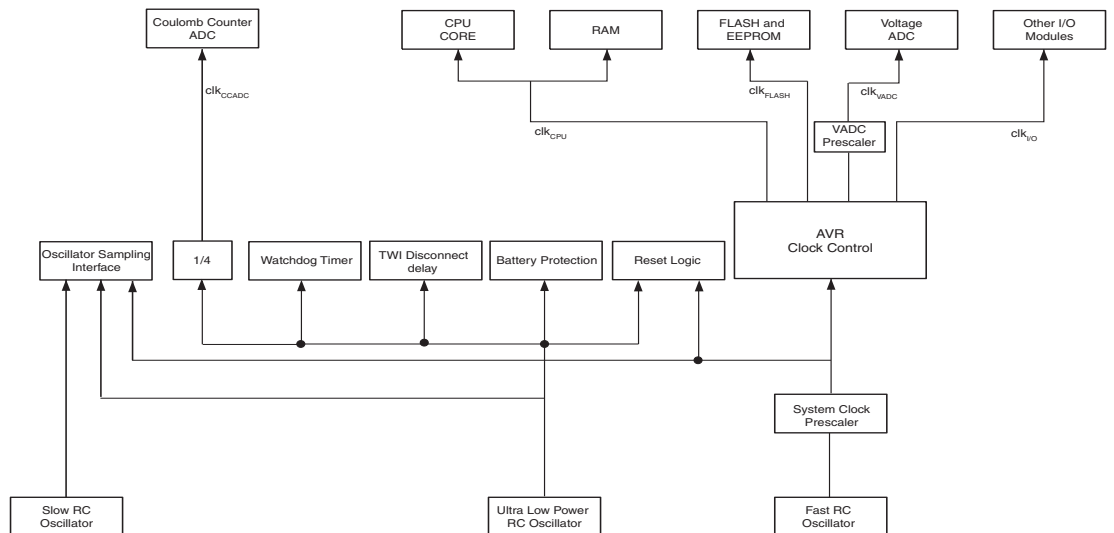 Coulomb Counter
ADC
CPU
CORE
RAM
FLASH and
EEPROM
Voltage
ADC
Other I/O
Modules
clkCCADC
clkCPU
clkFLASH
clkVADC
clkI/O
VADC
Prescaler
AVR
Clock Control
Oscillator Sampling
Interface
1/4
Watchdog Timer
TWI Disconnect
delay
Battery Protection
Reset Logic
System Clock
Prescaler
Slow RC
Oscillator
Ultra Low Power
RC Oscillator
Fast RC
Oscillator